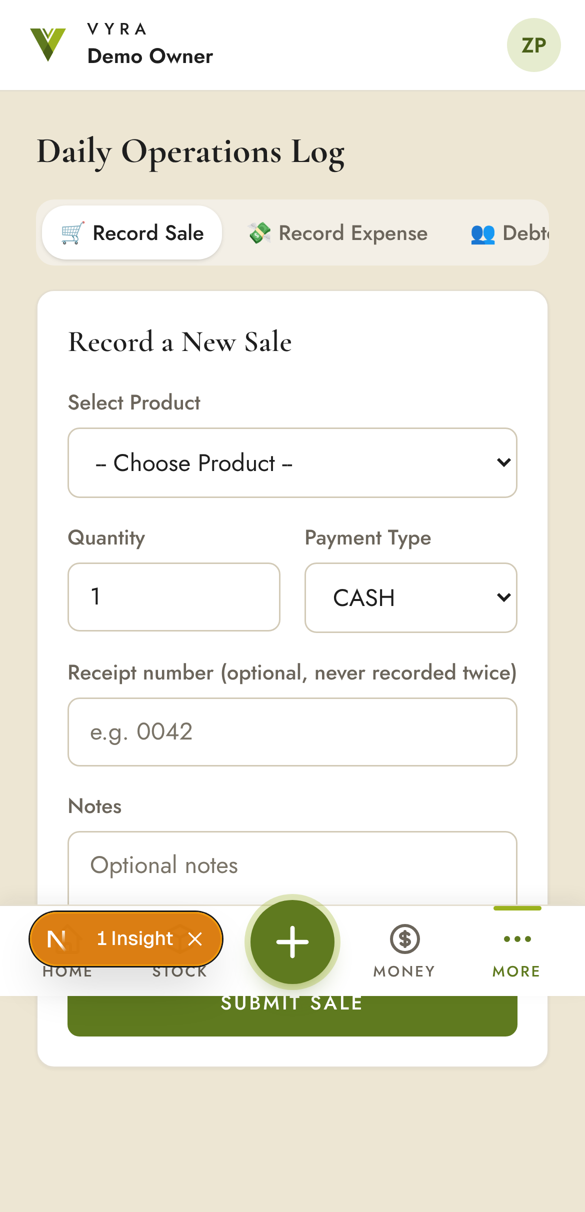 VYRA
Demo Owner
ZP
Daily Operations Log
🛒 Record Sale
💸 Record Expense
👥 Debt
Record a New Sale
Select Product
-- Choose Product --
Quantity
Payment Type
1
CASH
Receipt number (optional, never recorded twice)
e.g. 0042
Notes
Optional notes
N 1 Insight ×
HOME
STOCK
+
$
MONEY
MORE
SUBMIT SALE